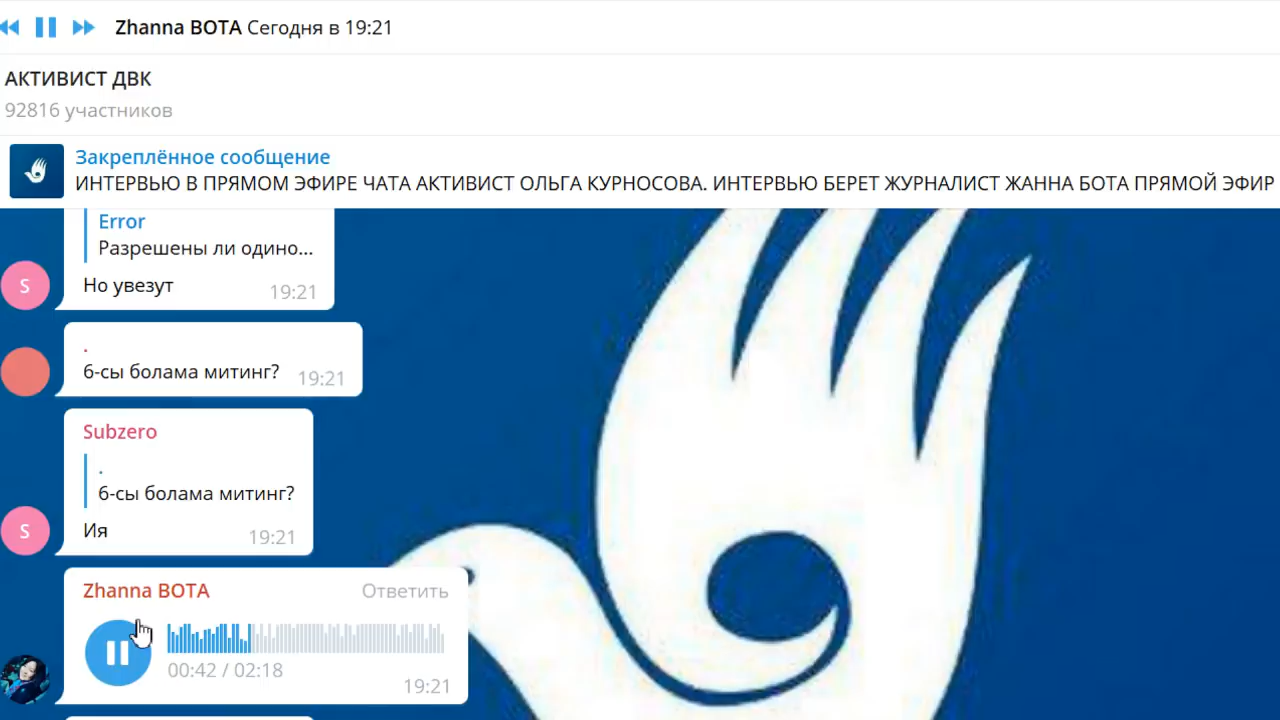 Zhanna BOTA Сегодня в 19:21
АКТИВИСТ ДВК
92816 участников
Закреплённое сообщение
ИНТЕРВЬЮ В ПРЯМОМ ЭФИРЕ ЧАТА АКТИВИСТ ОЛЬГА КУРНОСОВА. ИНТЕРВЬЮ БЕРЕТ ЖУРНАЛИСТ ЖАННА БОТА ПРЯМОЙ ЭФИР
Error
Разрешены ли одино...
S
Но увезут 19:21
.
6-сы болама митинг? 19:21
Subzero
.
6-сы болама митинг?
S
Ия 19:21
Zhanna BOTA Ответить
00:42 / 02:18
19:21